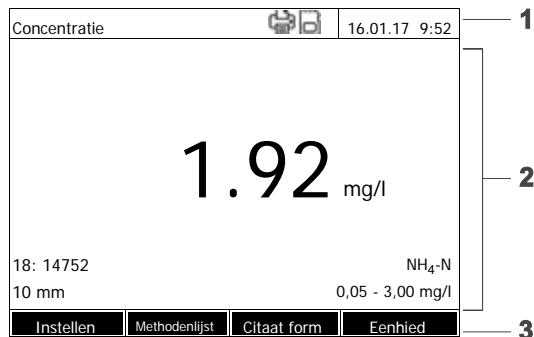 Concentratie 16.01.17 9:52 1
1.92 mg/l 2
18: 14752 NH₄-N
10 mm 0,05 - 3,00 mg/l
Instellen Methodenlijst Citaat form Eenhied 3